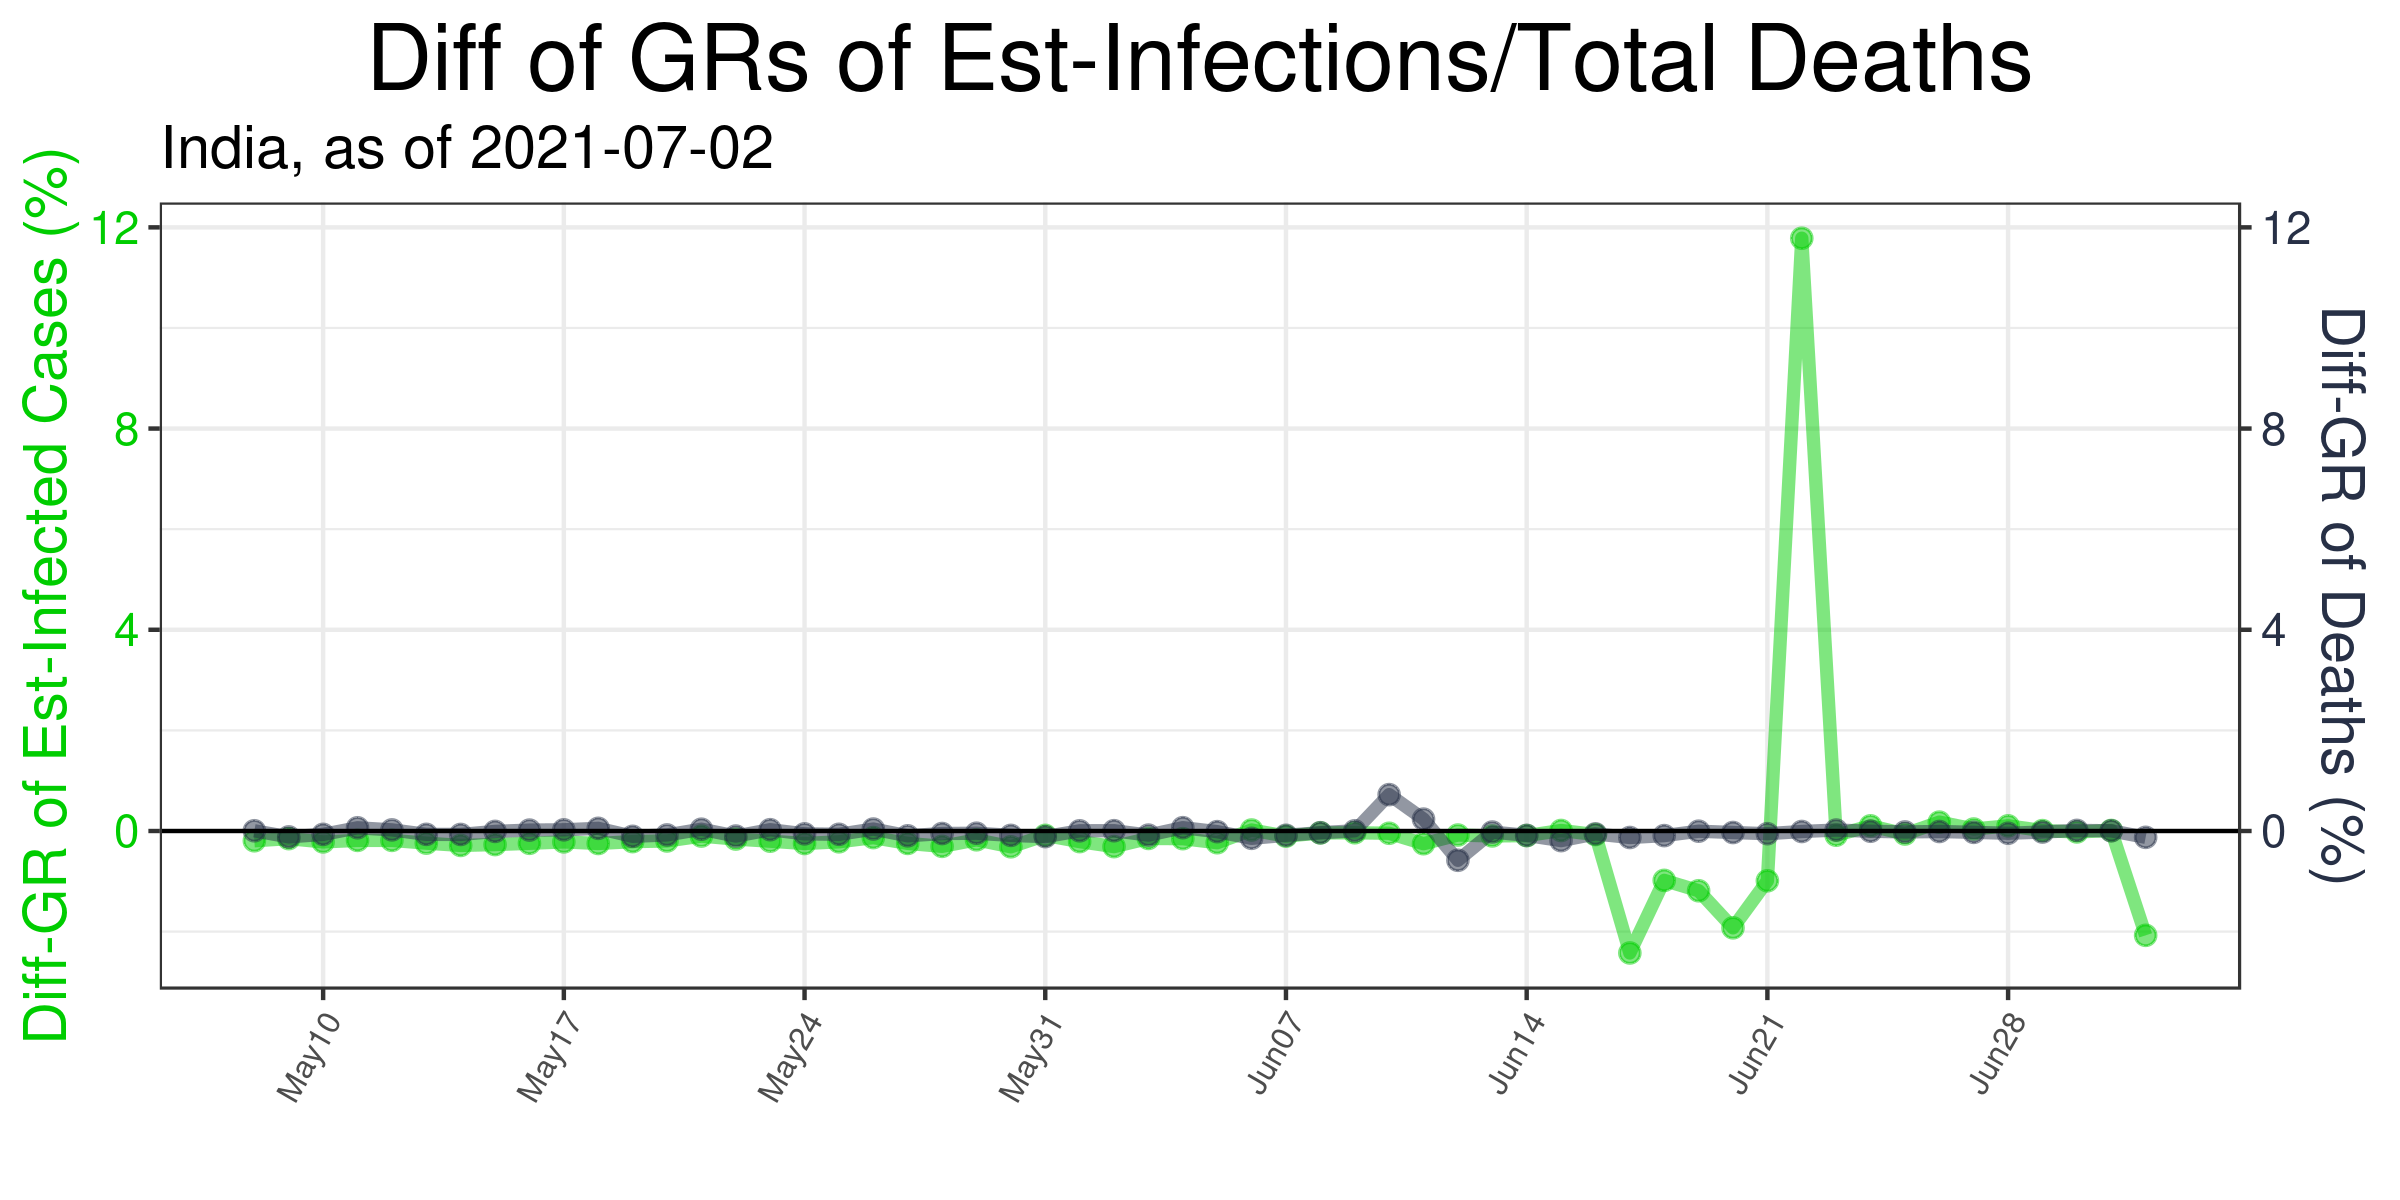 Diff of GRs of Est-Infections/Total Deaths
India, as of 2021-07-02
Diff-GR of Est-Infected Cases (%)
12
8
4
0
12
8
4
0
Diff-GR of Deaths (%)
May10
May17
May24
May31
Jun07
Jun14
Jun21
Jun28